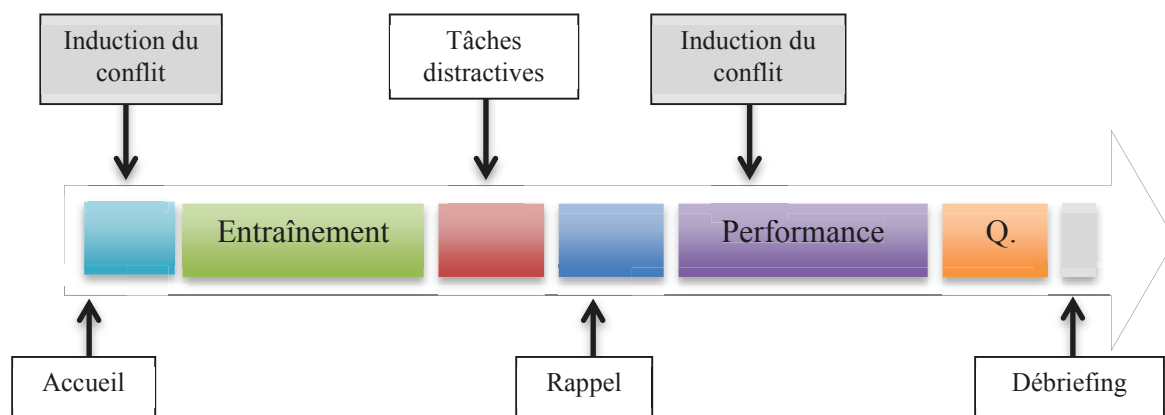 Induction du
conflit
Tâches
distractives
Induction du
conflit
Entraînement
Performance
Q.
Accueil
Rappel
Débriefing